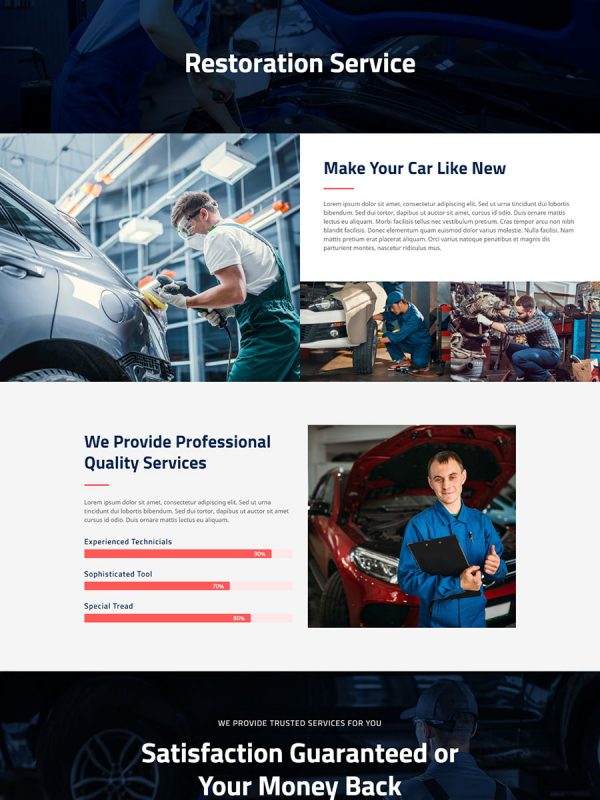 Restoration Service
Make Your Car Like New
Lorem ipsum dolor sit amet, consectetur adipiscing elit. Sed ut urna tincidunt dui lobortis
bibendum. Sed dui tortor, dapibus ut auctor sit amet, viverra sit odio. Duis ornare mattis
lectus eu aliquam. Morbi facilisis tellus nec vestibulum pretium. Cras tempor arcu non nibh
blandit facilisis. Donec elementum quam euismod dolor varius molestie. Nulla facilisi. Nam
mattis pretium erat placerat aliquam. Orci varius natoque penatibus et magnis dis
parturient montes, nascetur ridiculus mus.
We Provide Professional
Quality Services
Lorem ipsum dolor sit amet, consectetur adipiscing elit. Sed ut urna
tincidunt dui lobortis bibendum. Sed dui tortor, dapibus ut auctor sit amet,
cursus sit odio. Duis ornare mattis lectus eu aliquam.
Experienced Technicials
90%
Sophisticated Tool
70%
Special Tread
80%
WE PROVIDE TRUSTED SERVICES FOR YOU
Satisfaction Guaranteed or
Your Money Back